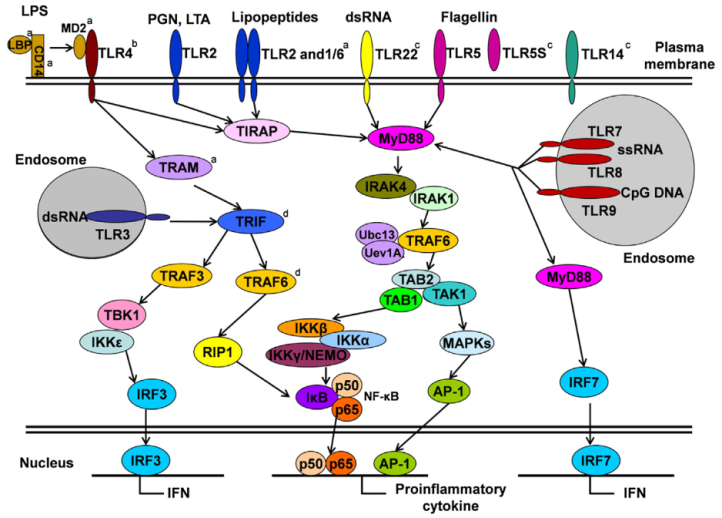 LPS
PGN, LTA
Lipopeptides
dsRNA
Flagellin
LBP a
CD14 a
MD2 a
TLR4 b
TLR2
TLR2 and1/6 a
TLR22 c
TLR5
TLR5S c
TLR14 c
Plasma
membrane
TIRAP
MyD88
TLR7
ssRNA
TLR8
CpG DNA
TLR9
Endosome
Endosome
TRAM a
IRAK4
IRAK1
dsRNA
TLR3
TRIF d
Ubc13
Uev1A
TRAF6
TRAF3
TRAF6 d
TAB2
TAB1
TAK1
MyD88
TBK1
IKKε
IKKβ
IKKα
IKKγ/NEMO
MAPKs
RIP1
IRF3
IκB
p50
p65
NF-κB
AP-1
IRF7
Nucleus
IRF3
p50
p65
AP-1
IRF7
IFN
Proinflammatory
cytokine
IFN